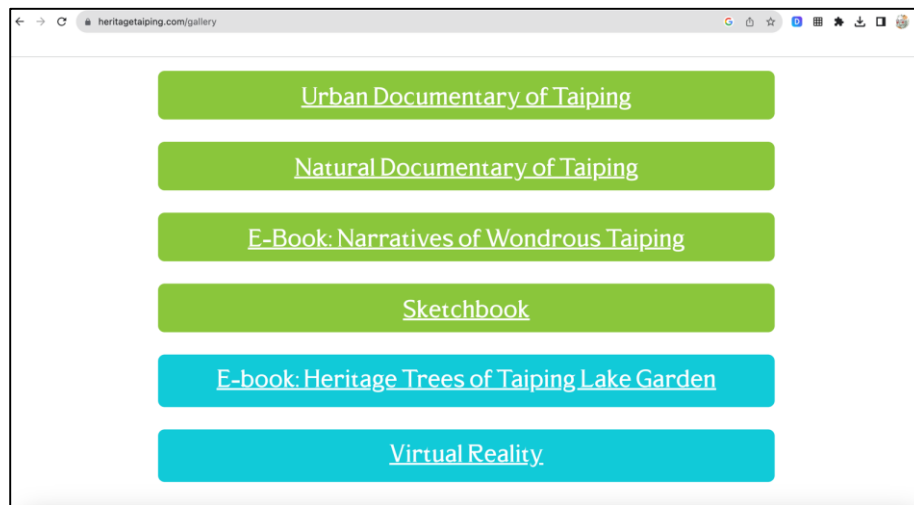 heritagetaiping.com/gallery
Urban Documentary of Taiping
Natural Documentary of Taiping
E-Book: Narratives of Wondrous Taiping
Sketchbook
E-book: Heritage Trees of Taiping Lake Garden
Virtual Reality